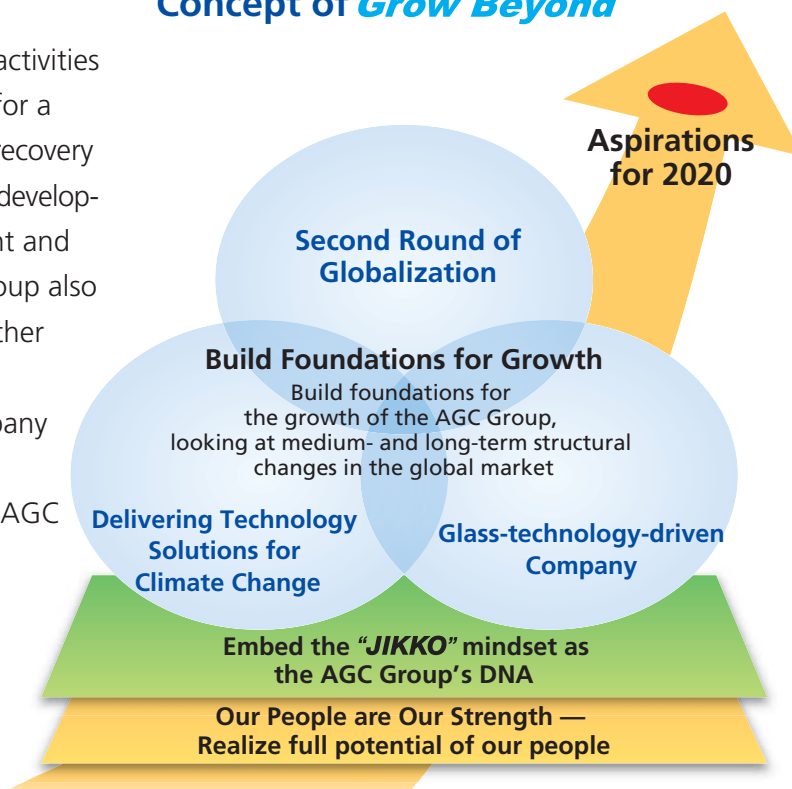 Concept of Grow Beyond
activities
for a
recovery
develop-
nt and
oup also
ther
pany
AGC
Aspirations
for 2020
Second Round of
Globalization
Build Foundations for Growth
Build foundations for
the growth of the AGC Group,
looking at medium- and long-term structural
changes in the global market
Delivering Technology
Solutions for
Climate Change
Glass-technology-driven
Company
Embed the “JIKKO” mindset as
the AGC Group’s DNA
Our People are Our Strength —
Realize full potential of our people